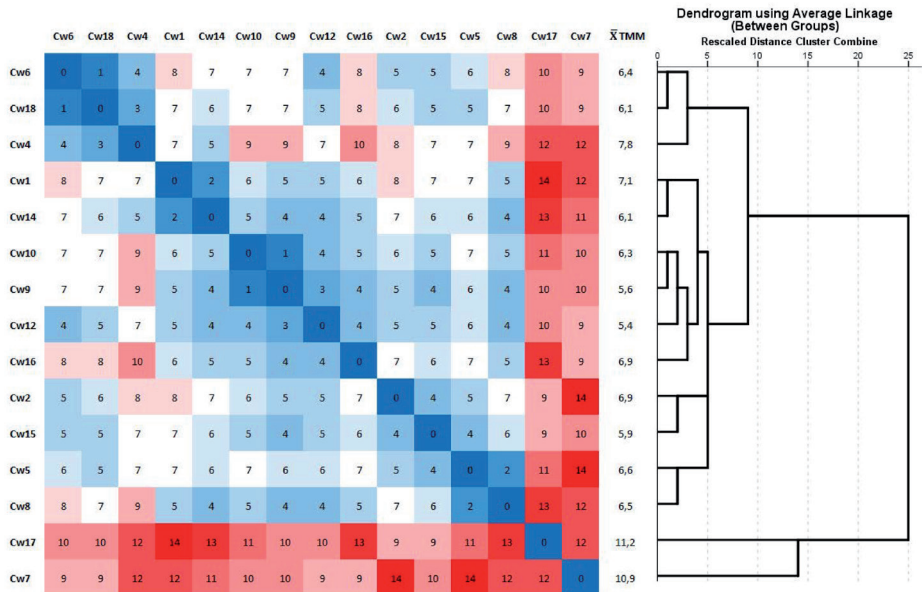 Dendrogram using Average Linkage
(Between Groups)
Rescaled Distance Cluster Combine
0 5 10 15 20 25
Cw6 Cw18 Cw4 Cw1 Cw14 Cw10 Cw9 Cw12 Cw16 Cw2 Cw15 Cw5 Cw8 Cw17 Cw7 X̄ TMM
Cw6 0 1 4 8 7 7 7 4 8 5 5 6 8 10 9 6,4
Cw18 1 0 3 7 6 7 7 5 8 6 5 5 7 10 9 6,1
Cw4 4 3 0 7 5 9 9 7 10 8 7 7 9 12 12 7,8
Cw1 8 7 7 0 2 6 5 5 6 8 7 7 5 14 12 7,1
Cw14 7 6 5 2 0 5 4 4 5 7 6 6 4 13 11 6,1
Cw10 7 7 9 6 5 0 1 4 5 6 5 7 5 11 10 6,3
Cw9 7 7 9 5 4 1 0 3 4 5 4 6 4 10 10 5,6
Cw12 4 5 7 5 4 4 3 0 4 5 5 6 4 10 9 5,4
Cw16 8 8 10 6 5 5 4 4 0 7 6 7 5 13 9 6,9
Cw2 5 6 8 8 7 6 5 5 7 0 4 5 7 9 14 6,9
Cw15 5 5 7 7 6 5 4 5 6 4 0 4 6 9 10 5,9
Cw5 6 5 7 7 6 7 6 6 7 5 4 0 2 11 14 6,6
Cw8 8 7 9 5 4 5 4 4 5 7 6 2 0 13 12 6,5
Cw17 10 10 12 14 13 11 10 10 13 9 9 11 13 0 12 11,2
Cw7 9 9 12 12 11 10 10 9 9 14 10 14 12 12 0 10,9